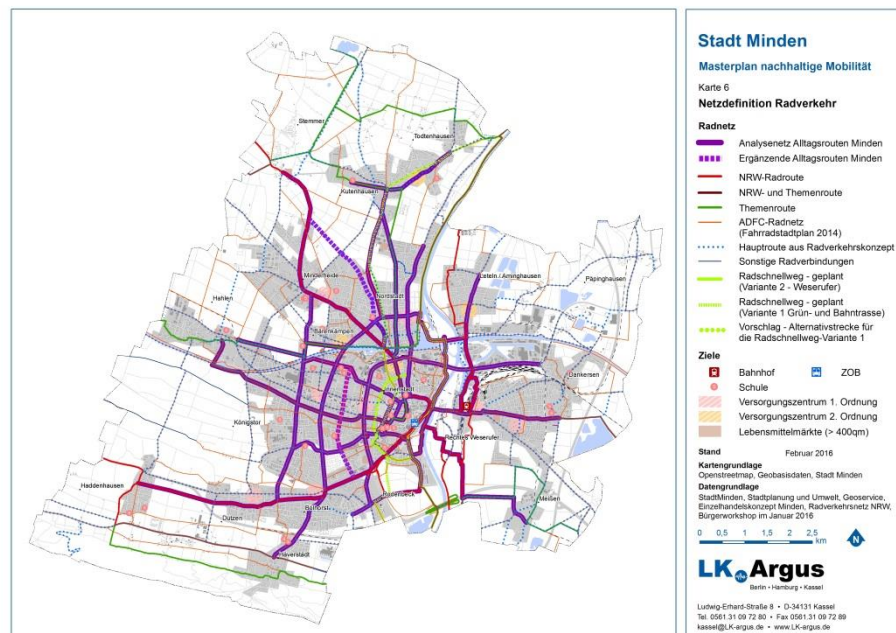 Stemmer
Todtenhausen
Kutenhausen
Minderheide
Leteln / Aminghausen
Päpinghausen
Hahlen
Nordstadt
Bärenkämpen
Dankersen
Innenstadt
Königstor
Rechtes Weserufer
Haddenhausen
Rodenbeck
Meißen
Dützen
Bölhorst
Häverstädt
Stadt Minden
Masterplan nachhaltige Mobilität
Karte 6
Netzdefinition Radverkehr
Radnetz
Analysenetz Alltagsrouten Minden
Ergänzende Alltagsrouten Minden
NRW-Radroute
NRW- und Themenroute
Themenroute
ADFC-Radnetz
(Fahrradstadtplan 2014)
Hauptroute aus Radverkehrskonzept
Sonstige Radverbindungen
Radschnellweg - geplant
(Variante 2 - Weserufer)
Radschnellweg - geplant
(Variante 1 Grün- und Bahntrasse)
Vorschlag - Alternativstrecke für
die Radschnellweg-Variante 1
Ziele
Bahnhof ZOB
Schule
Versorgungszentrum 1. Ordnung
Versorgungszentrum 2. Ordnung
Lebensmittelmärkte (> 400qm)
Stand Februar 2016
Kartengrundlage
Openstreetmap, Geobasisdaten, Stadt Minden
Datengrundlage
StadtMinden, Stadtplanung und Umwelt, Geoservice,
Einzelhandelskonzept Minden, Radverkehrsnetz NRW,
Bürgerworkshop im Januar 2016
0 0,5 1 1,5 2 2,5
km
N
LK Argus
Berlin • Hamburg • Kassel
Ludwig-Erhard-Straße 8 • D-34131 Kassel
Tel. 0561.31 09 72 80 • Fax 0561.31 09 72 89
kassel@LK-argus.de • www.LK-argus.de